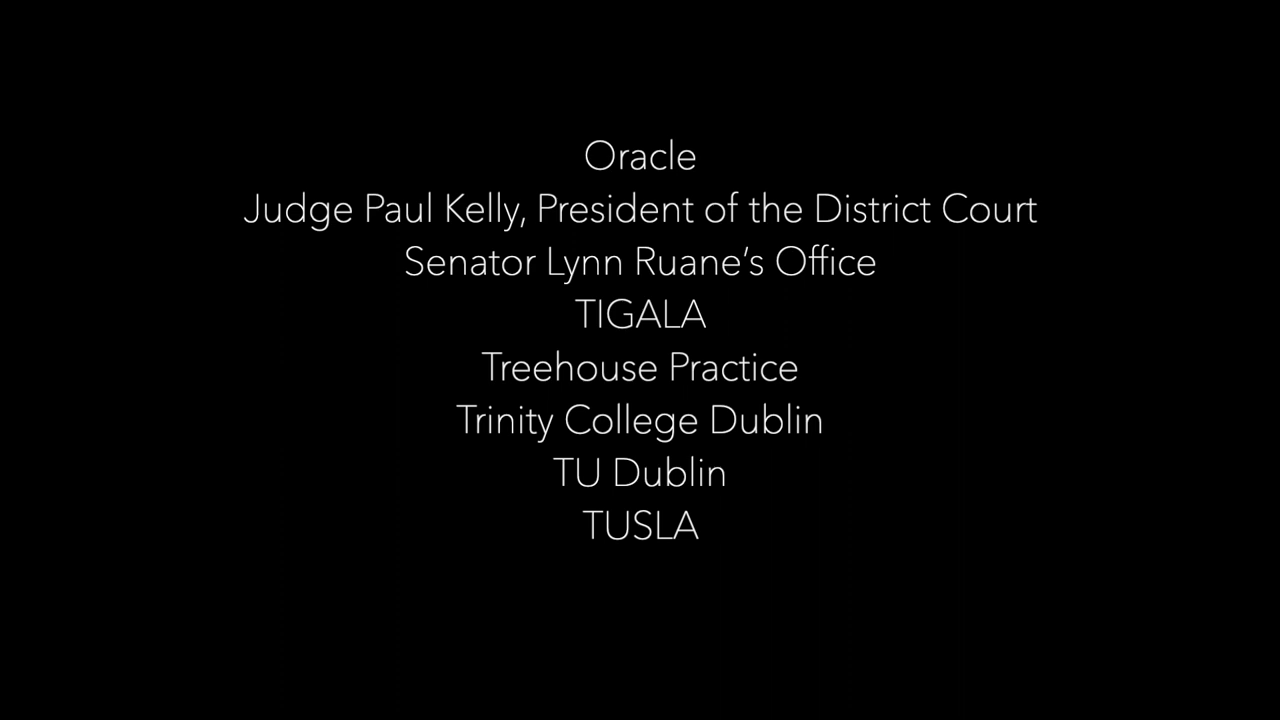 Oracle
Judge Paul Kelly, President of the District Court
Senator Lynn Ruane’s Office
TIGALA
Treehouse Practice
Trinity College Dublin
TU Dublin
TUSLA